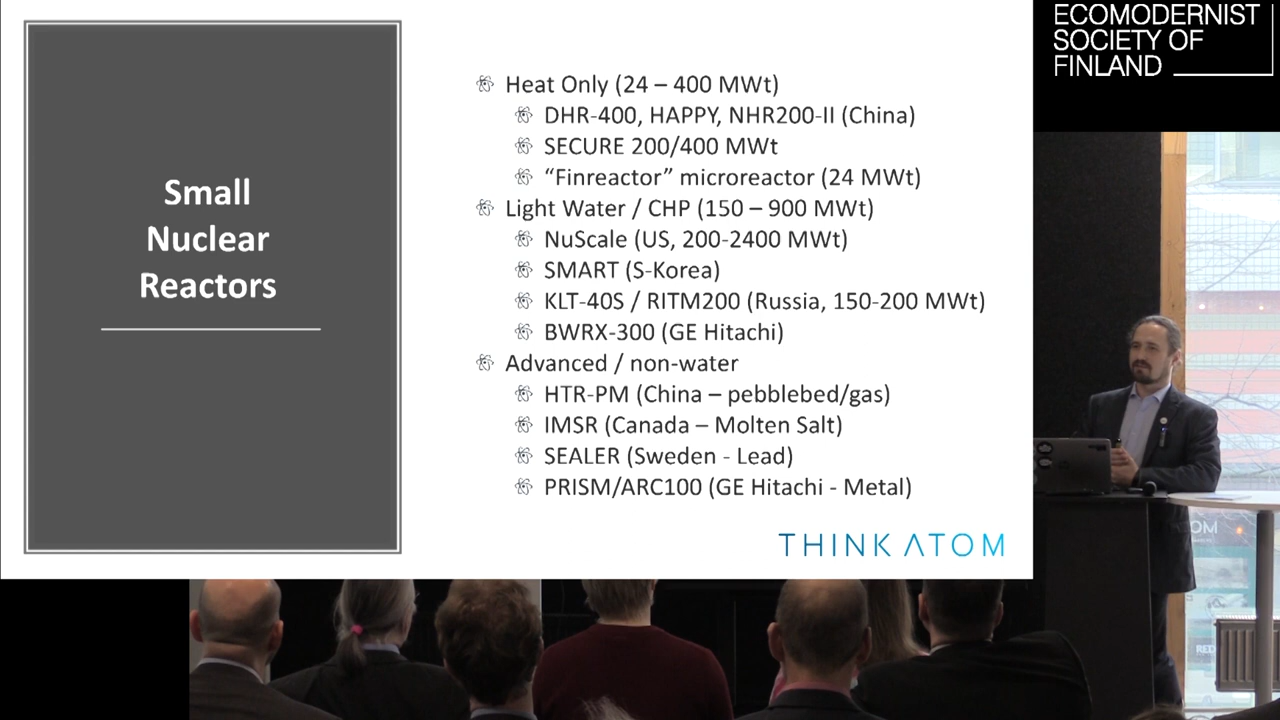 Small
Nuclear
Reactors
Heat Only (24 – 400 MWt)
DHR-400, HAPPY, NHR200-II (China)
SECURE 200/400 MWt
“Finreactor” microreactor (24 MWt)
Light Water / CHP (150 – 900 MWt)
NuScale (US, 200-2400 MWt)
SMART (S-Korea)
KLT-40S / RITM200 (Russia, 150-200 MWt)
BWRX-300 (GE Hitachi)
Advanced / non-water
HTR-PM (China – pebblebed/gas)
IMSR (Canada – Molten Salt)
SEALER (Sweden - Lead)
PRISM/ARC100 (GE Hitachi - Metal)
THINK ATOM
ECOMODERNIST
SOCIETY OF
FINLAND